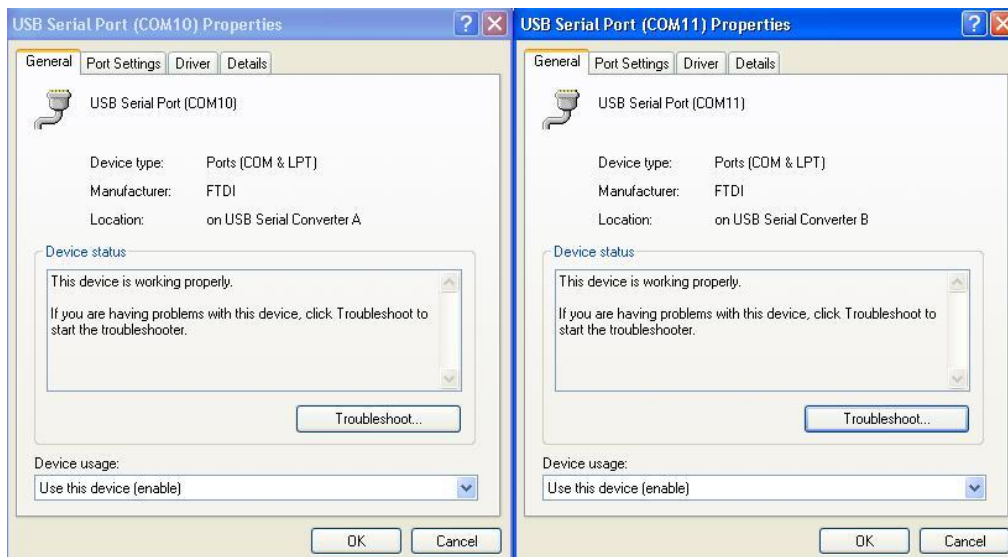 USB Serial Port (COM10) Properties
General Port Settings Driver Details
USB Serial Port (COM10)
Device type: Ports (COM & LPT)
Manufacturer: FTDI
Location: on USB Serial Converter A
Device status
This device is working properly.
If you are having problems with this device, click Troubleshoot to
start the troubleshooter.
Troubleshoot...
Device usage:
Use this device (enable)
OK Cancel
USB Serial Port (COM11) Properties
General Port Settings Driver Details
USB Serial Port (COM11)
Device type: Ports (COM & LPT)
Manufacturer: FTDI
Location: on USB Serial Converter B
Device status
This device is working properly.
If you are having problems with this device, click Troubleshoot to
start the troubleshooter.
Troubleshoot...
Device usage:
Use this device (enable)
OK Cancel